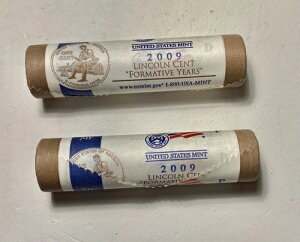 UNITED STATES MINT
2009
LINCOLN CENT
"FORMATIVE YEARS"
www.usmint.gov 1-800-USA-MINT
D
UNITED STATES MINT
2009
LINCOLN CENT
"FORMATIVE
P